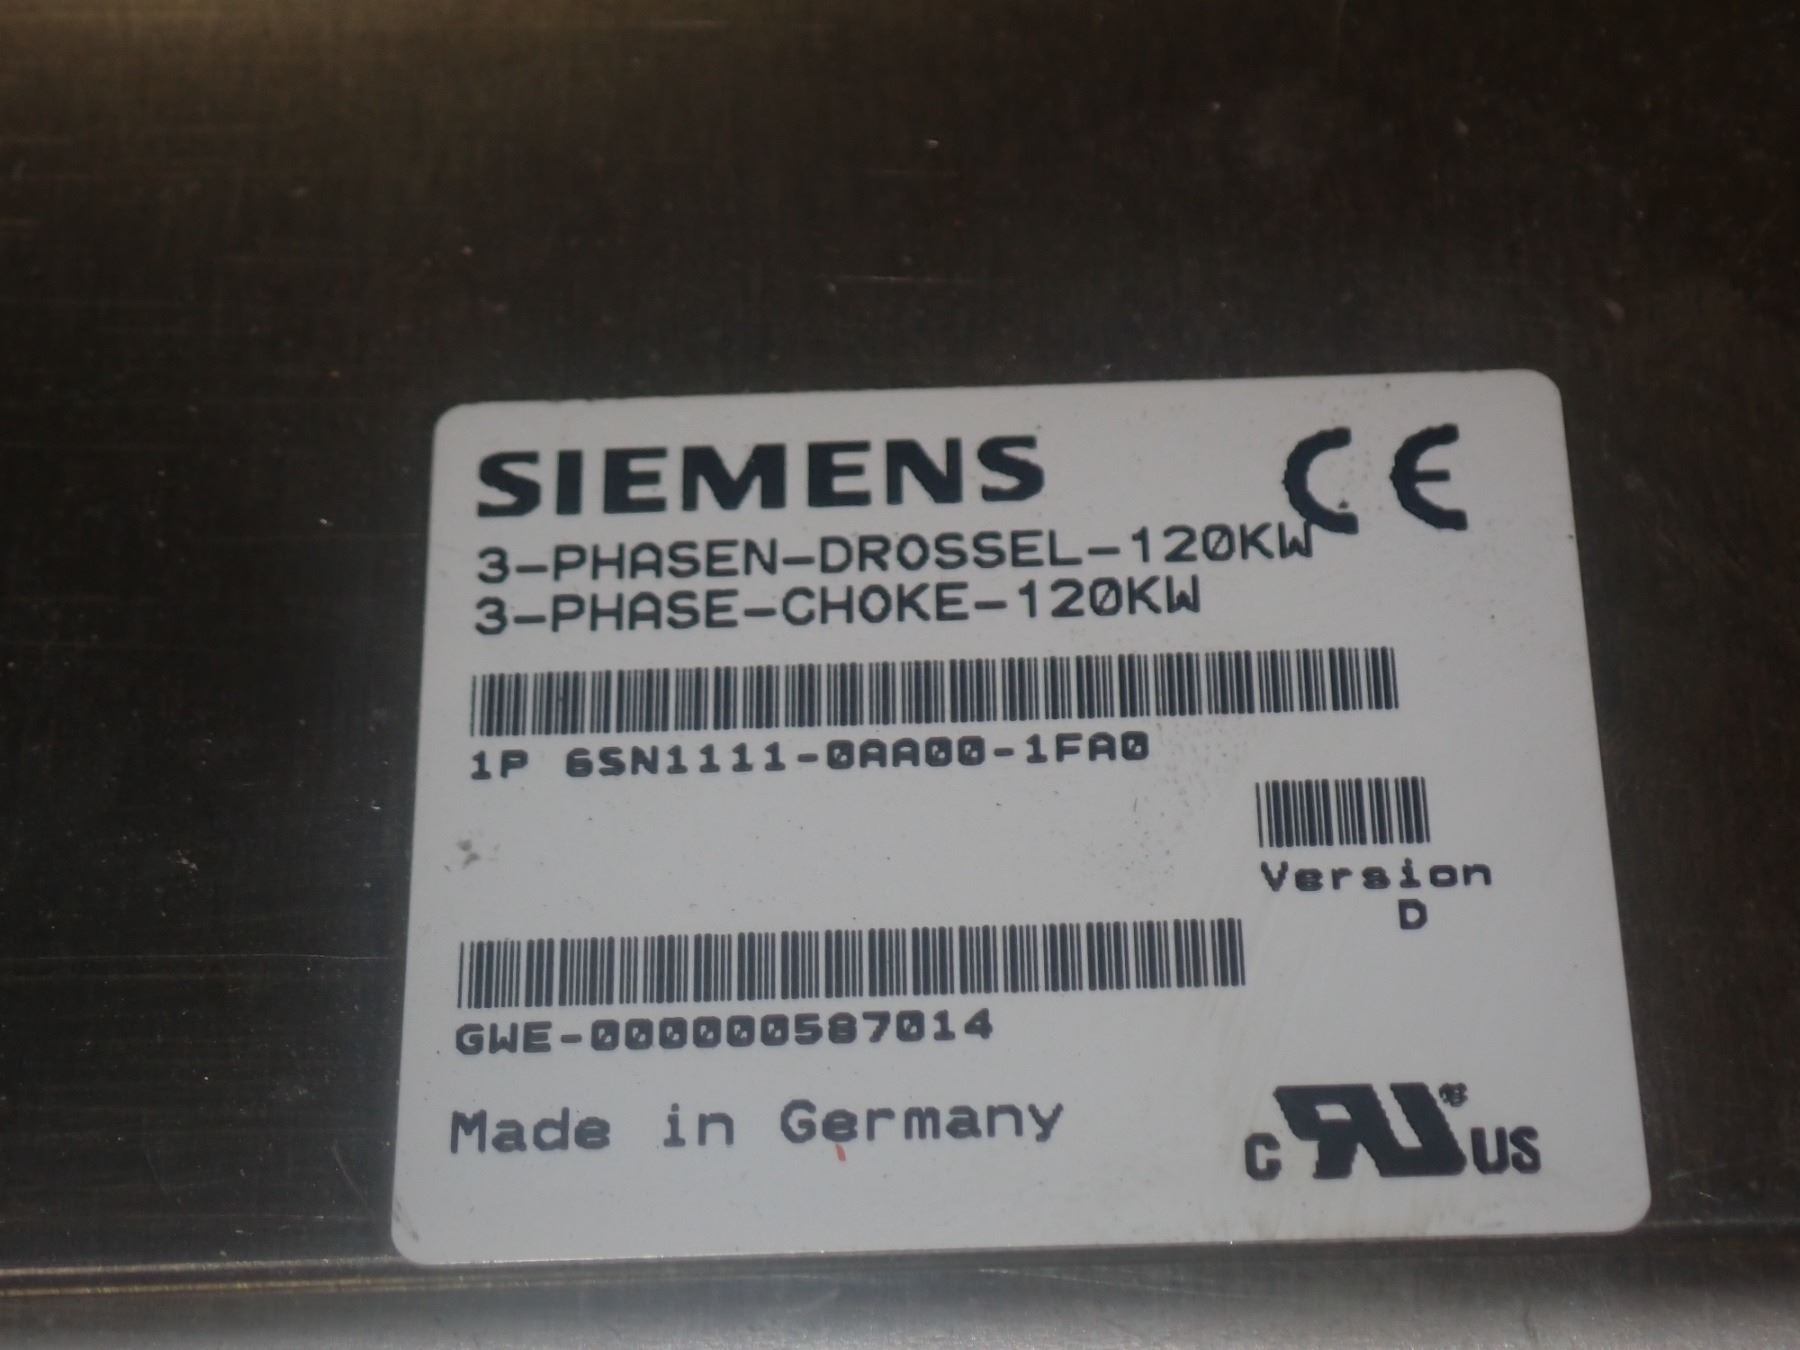 SIEMENS CE
3-PHASEN-DROSSEL-120KW
3-PHASE-CHOKE-120KW
1P 6SN1111-0AA00-1FA0
Version
D
GWE-000000587014
Made in Germany
c RU ® US